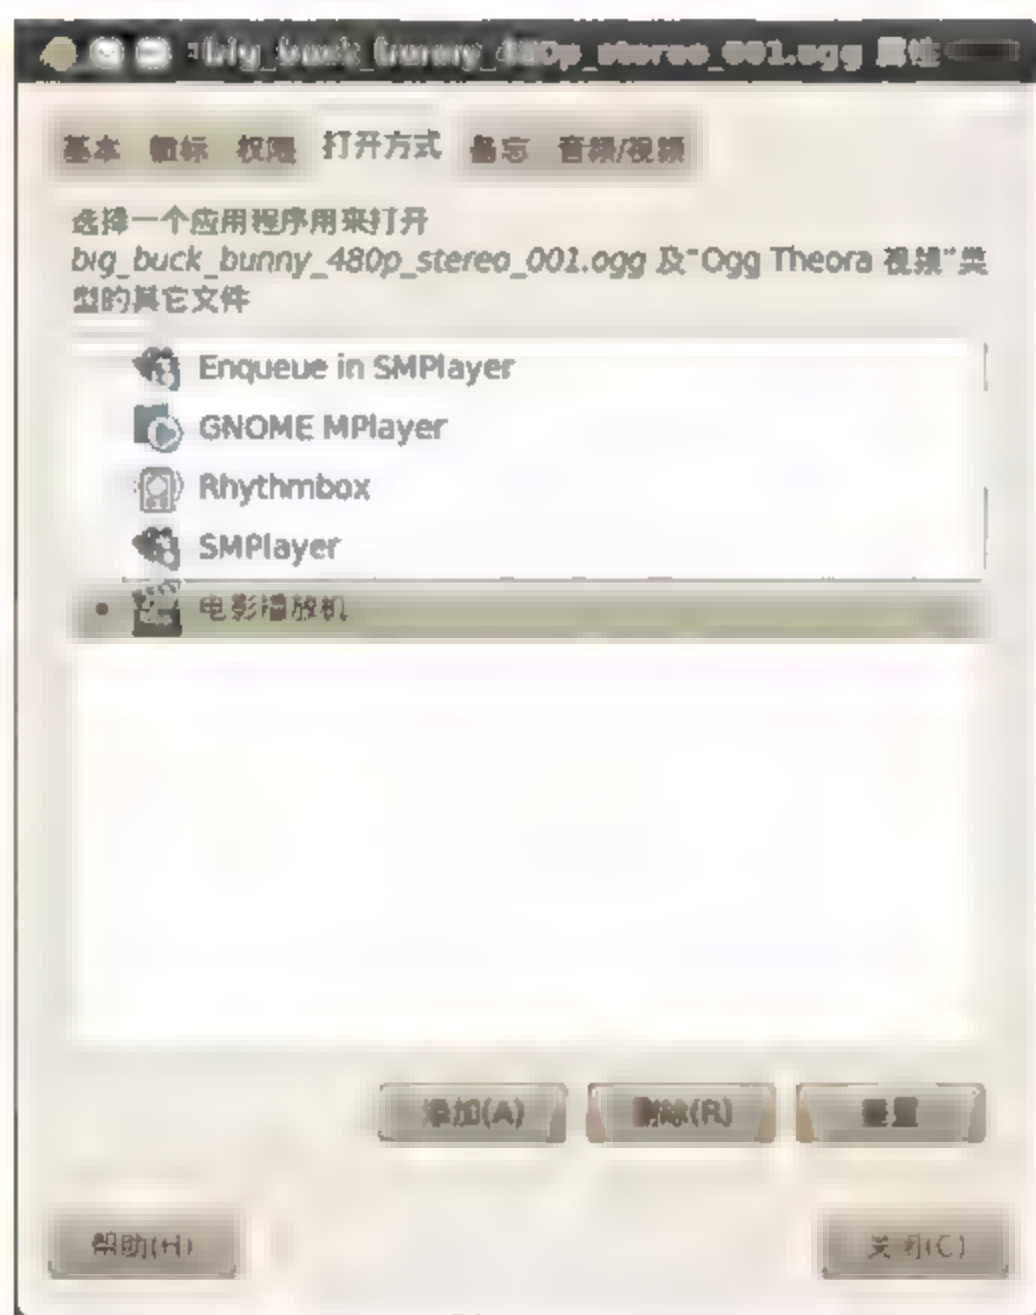 big_buck_bunny_480p_stereo_001.ogg 属性
基本 徽标 权限 打开方式 备忘 音频/视频
选择一个应用程序用来打开
big_buck_bunny_480p_stereo_001.ogg 及“Ogg Theora 视频”类
型的其它文件
Enqueue in SMPlayer
GNOME MPlayer
Rhythmbox
SMPlayer
电影播放机
添加(A) 删除(R) 重置
帮助(H) 关闭(C)